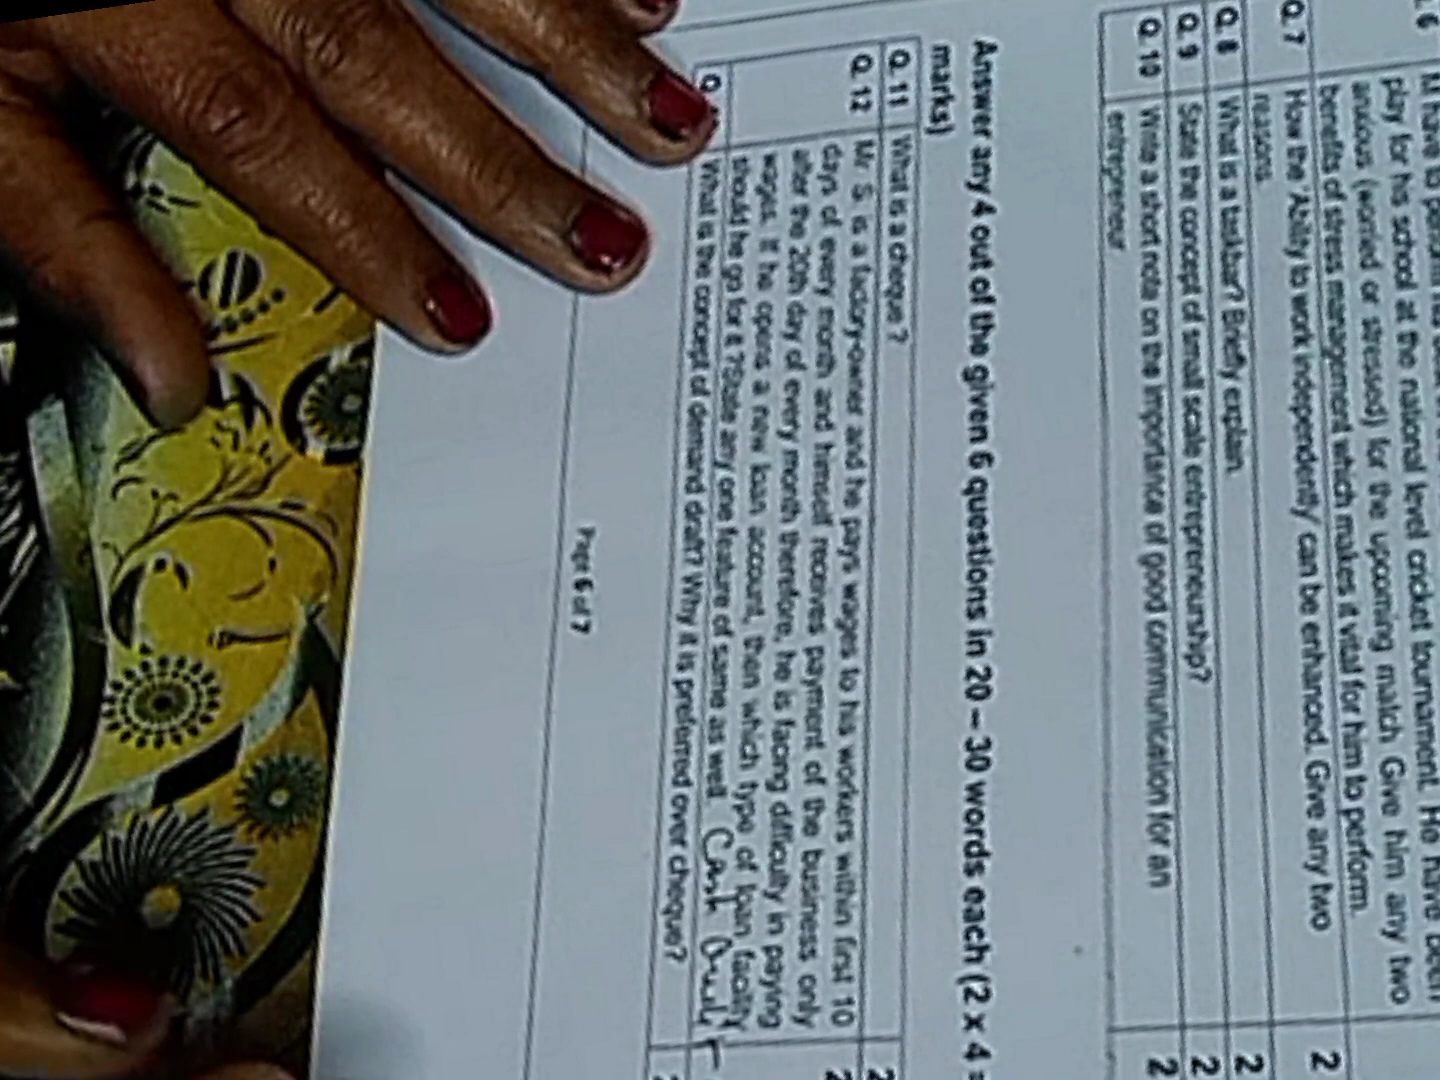 M have to
play for his school at the national level cricket tournament. He have been
anxious (worried or stressed) for the upcoming match. Give him any two
benefits of stress management which makes it vital for him to perform.
Q.7 How the 'Ability to work independently' can be enhanced. Give any two 2
reasons.
Q.8 What is a taskbar? Briefly explain. 2
Q.9 State the concept of small scale entrepreneurship? 2
Q.10 Write a short note on the importance of good communication for an 2
entrepreneur
Answer any 4 out of the given 6 questions in 20 – 30 words each (2 x 4 =
marks)
Q. 11 What is a cheque ? 2
Q. 12 Mr S. is a factory-owner and he pays wages to his workers within first 10 2
days of every month and himself receives payment of the business only
after the 20th day of every month therefore, he is facing difficulty in paying
wages. If he opens a new loan account, then which type of loan facility
should he go for it ?State any one feature of same as well.
Q. What is the concept of demand draft? Why it is preferred over cheque? 2
Page 6 of 7